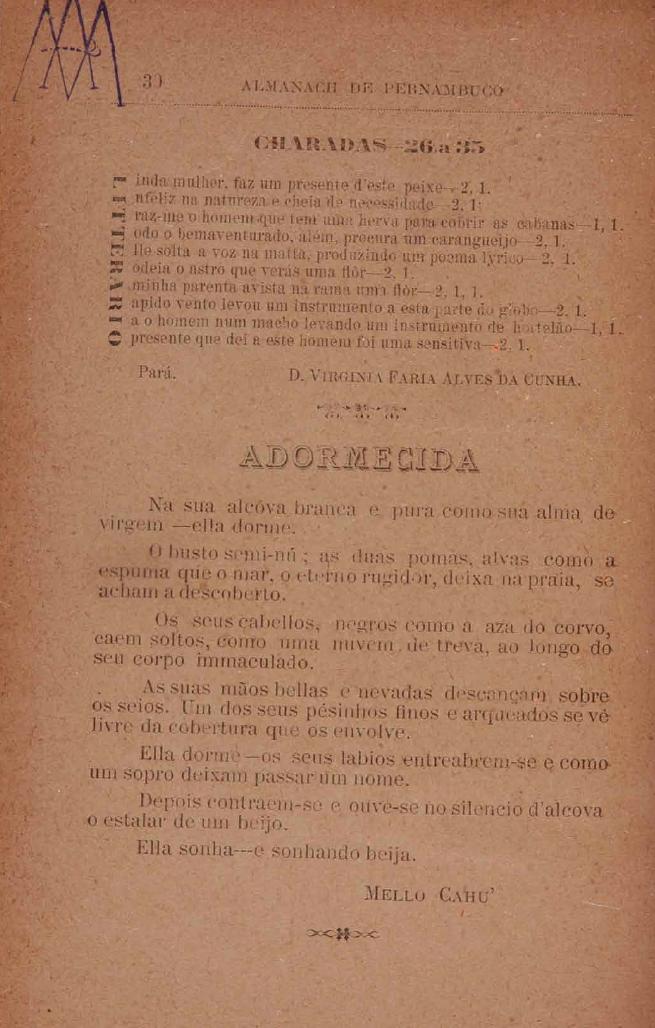 30 ALMANACH DE PERNAMBUCO
CHARADAS—26 a 35
Linda mulher, faz um presente d'este peixe—2, 1.
Infeliz na natureza e cheia de necessidade—2, 1.
Traz-me o homem que tem uma herva para cobrir as cabanas—1, 1.
Todo o bemaventurado, além, procura um carangueijo—2, 1.
Elle solta a voz na matta, produzindo um poema lyrico—2, 1.
Rodeia o astro que verás uma flôr—2, 1.
A minha parenta avista na rama uma flôr—2, 1, 1.
Rapido vento levou um instrumento a esta parte do globo—2, 1.
Ia o homem num macho levando um instrumento de hortelão—1, 1.
O presente que dei a este homem foi uma sensitiva—2, 1.
Pará. D. VIRGINIA FARIA ALVES DA CUNHA.
ADORMECIDA
Na sua alcóva branca e pura como sua alma de
virgem —ella dorme.
O busto semi-nú ; as duas pomas, alvas como a
espuma que o mar, o eterno rugidor, deixa na praia, se
acham a descoberto.
Os seus cabellos, negros como a aza do corvo,
caem soltos, como uma nuvem de treva, ao longo do
seu corpo immaculado.
As suas mãos bellas e nevadas descançam sobre
os seios. Um dos seus pésinhos finos e arqueados se vê
livre da cobertura que os envolve.
Ella dorme—os seus labios entreabrem-se e como
um sopro deixam passar um nome.
Depois contraem-se e ouve-se no silencio d'alcova
o estalar de um beijo.
Ella sonha—e sonhando beija.
MELLO CAHU'